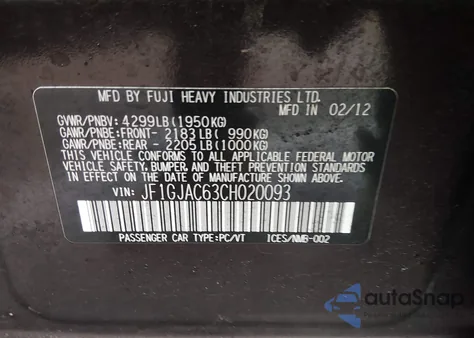 MFD BY FUJI HEAVY INDUSTRIES LTD.
MFD IN 02/12
GVWR/PNBV: 4299LB(1950KG)
GAWR/PNBE:FRONT- 2183LB( 990KG)
GAWR/PNBE:REAR - 2205LB(1000KG)
THIS VEHICLE CONFORMS TO ALL APPLICABLE FEDERAL MOTOR
VEHICLE SAFETY, BUMPER, AND THEFT PREVENTION STANDARDS
IN EFFECT ON THE DATE OF MANUFACTURE SHOWN ABOVE.
VIN: JF1GJAC63CH020093
PASSENGER CAR TYPE:PC/VT ICES/NMB-002
autoSnap